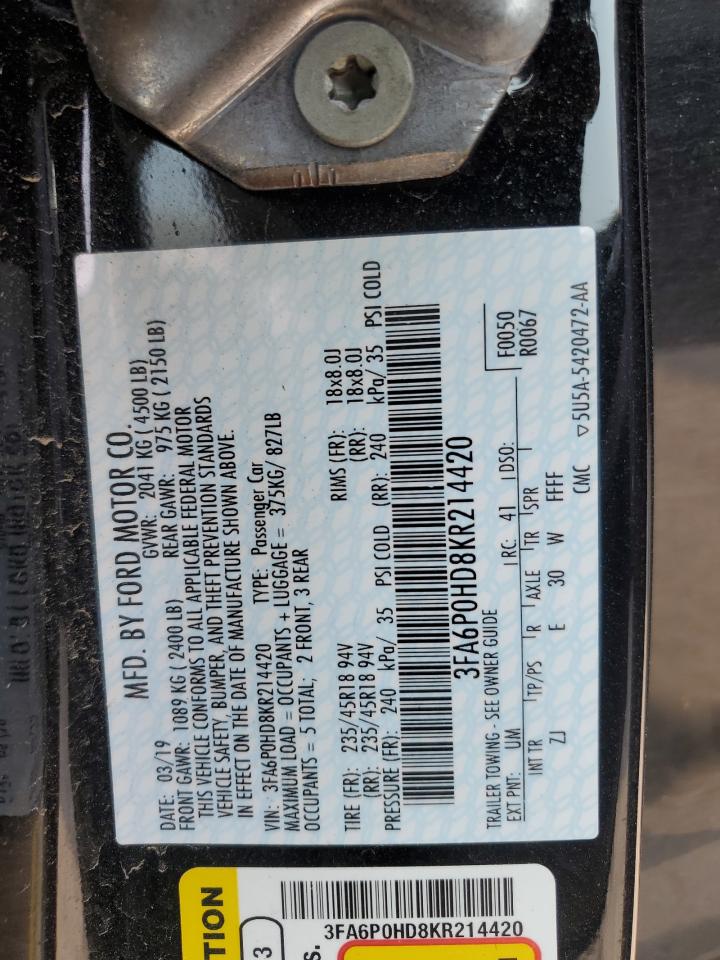 MFD. BY FORD MOTOR CO.
DATE: 03/19 GVWR: 2041 KG ( 4500 LB)
FRONT GAWR: 1089 KG ( 2400 LB) REAR GAWR: 975 KG ( 2150 LB)
THIS VEHICLE CONFORMS TO ALL APPLICABLE FEDERAL MOTOR
VEHICLE SAFETY, BUMPER, AND THEFT PREVENTION STANDARDS
IN EFFECT ON THE DATE OF MANUFACTURE SHOWN ABOVE.
VIN: 3FA6P0HD8KR214420 TYPE: Passenger Car
MAXIMUM LOAD = OCCUPANTS + LUGGAGE = 375KG/ 827LB
OCCUPANTS = 5 TOTAL; 2 FRONT, 3 REAR
TIRE (FR): 235/45R18 94V RIMS (FR): 18x8.0J
(RR): 235/45R18 94V (RR): 18x8.0J
PRESSURE (FR): 240 kPa/ 35 PSI COLD (RR): 240 kPa/ 35 PSI COLD
3FA6P0HD8KR214420
TRAILER TOWING - SEE OWNER GUIDE F0050
EXT PNT: UM RC: 41 DSO: R0067
INT TR TP/PS R AXLE TR SPR
ZJ E 30 W FFFF
CMC ▽5U5A-5420472-AA
TION
3
S.
3FA6P0HD8KR214420